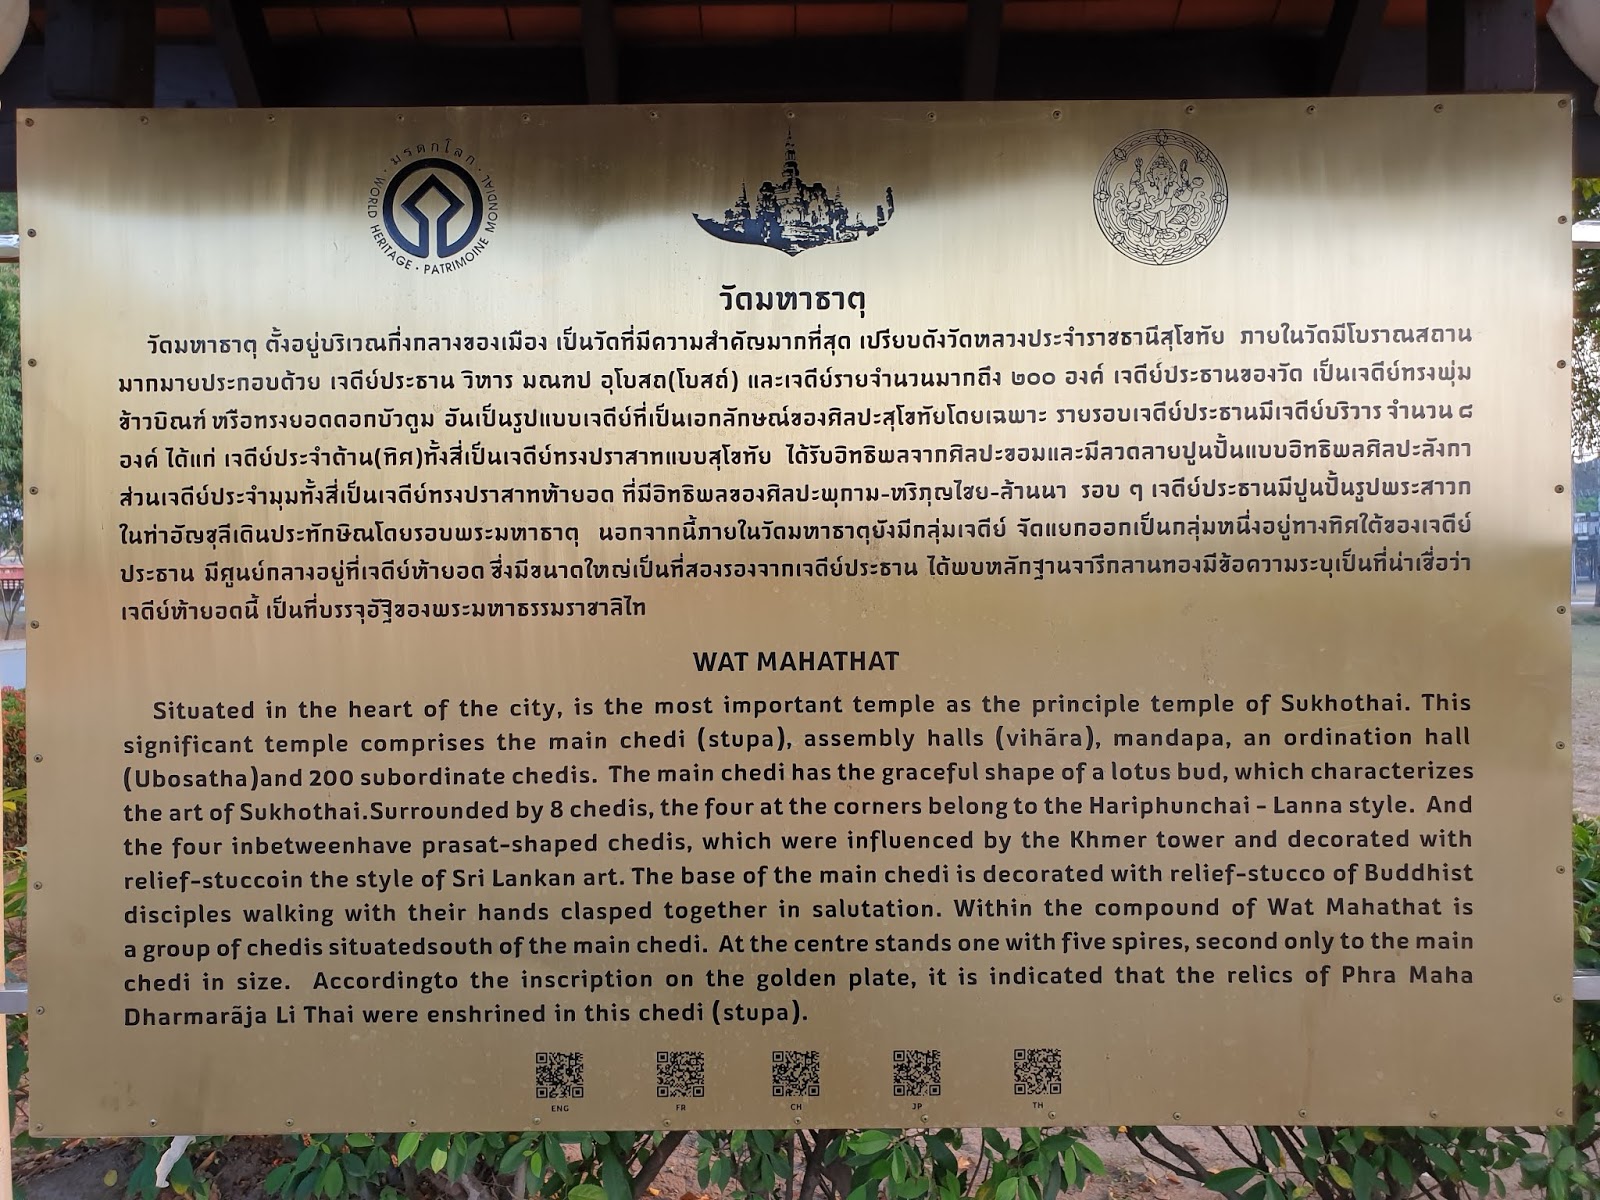 · มรดกโลก · WORLD HERITAGE · PATRIMOINE MONDIAL
วัดมหาธาตุ
วัดมหาธาตุ ตั้งอยู่บริเวณกึ่งกลางของเมือง เป็นวัดที่มีความสำคัญมากที่สุด เปรียบดังวัดหลวงประจำราชธานีสุโขทัย ภายในวัดมีโบราณสถาน
มากมายประกอบด้วย เจดีย์ประธาน วิหาร มณฑป อุโบสถ(โบสถ์) และเจดีย์รายจำนวนมากถึง ๒๐๐ องค์ เจดีย์ประธานของวัด เป็นเจดีย์ทรงพุ่ม
ข้าวบิณฑ์ หรือทรงยอดดอกบัวตูม อันเป็นรูปแบบเจดีย์ที่เป็นเอกลักษณ์ของศิลปะสุโขทัยโดยเฉพาะ รายรอบเจดีย์ประธานมีเจดีย์บริวาร จำนวน ๘
องค์ ได้แก่ เจดีย์ประจำด้าน(ทิศ)ทั้งสี่เป็นเจดีย์ทรงปราสาทแบบสุโขทัย ได้รับอิทธิพลจากศิลปะขอมและมีลวดลายปูนปั้นแบบอิทธิพลศิลปะลังกา
ส่วนเจดีย์ประจำมุมทั้งสี่เป็นเจดีย์ทรงปราสาทห้ายอด ที่มีอิทธิพลของศิลปะพุกาม-หริภุญไชย-ล้านนา รอบ ๆ เจดีย์ประธานมีปูนปั้นรูปพระสาวก
ในท่าอัญชุลีเดินประทักษิณโดยรอบพระมหาธาตุ นอกจากนี้ภายในวัดมหาธาตุยังมีกลุ่มเจดีย์ จัดแยกออกเป็นกลุ่มหนึ่งอยู่ทางทิศใต้ของเจดีย์
ประธาน มีศูนย์กลางอยู่ที่เจดีย์ห้ายอด ซึ่งมีขนาดใหญ่เป็นที่สองรองจากเจดีย์ประธาน ได้พบหลักฐานจารึกลานทองมีข้อความระบุเป็นที่น่าเชื่อว่า
เจดีย์ห้ายอดนี้ เป็นที่บรรจุอัฐิของพระมหาธรรมราชาลิไท
WAT MAHATHAT
Situated in the heart of the city, is the most important temple as the principle temple of Sukhothai. This
significant temple comprises the main chedi (stupa), assembly halls (vihãra), mandapa, an ordination hall
(Ubosatha)and 200 subordinate chedis. The main chedi has the graceful shape of a lotus bud, which characterizes
the art of Sukhothai.Surrounded by 8 chedis, the four at the corners belong to the Hariphunchai - Lanna style. And
the four inbetweenhave prasat-shaped chedis, which were influenced by the Khmer tower and decorated with
relief-stuccoin the style of Sri Lankan art. The base of the main chedi is decorated with relief-stucco of Buddhist
disciples walking with their hands clasped together in salutation. Within the compound of Wat Mahathat is
a group of chedis situatedsouth of the main chedi. At the centre stands one with five spires, second only to the main
chedi in size. Accordingto the inscription on the golden plate, it is indicated that the relics of Phra Maha
Dharmarãja Li Thai were enshrined in this chedi (stupa).
ENG FR CH JP TH